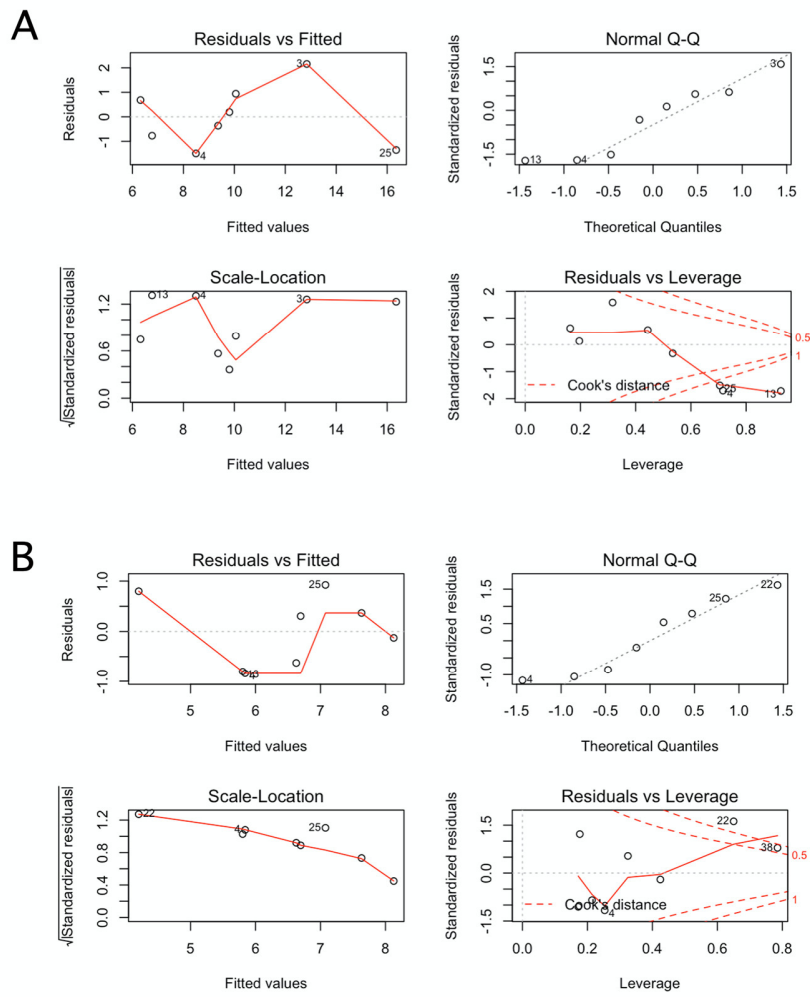 A
Residuals vs Fitted
Residuals
2
1
0
-1
3
4
25
6 8 10 12 14 16
Fitted values
Normal Q-Q
Standardized residuals
1.5
0.0
-1.5
13
4
3
-1.5 -1.0 -0.5 0.0 0.5 1.0 1.5
Theoretical Quantiles
Scale-Location
√|Standardized residuals|
1.2
0.6
0.0
13
4
3
6 8 10 12 14 16
Fitted values
Residuals vs Leverage
Standardized residuals
2
1
0
-1
-2
0.5
1
Cook's distance
25
4
13
0.0 0.2 0.4 0.6 0.8
Leverage
B
Residuals vs Fitted
Residuals
1.0
0.0
-1.0
25
5 6 7 8
Fitted values
Normal Q-Q
Standardized residuals
1.5
0.5
-1.0
4
25
22
-1.5 -1.0 -0.5 0.0 0.5 1.0 1.5
Theoretical Quantiles
Scale-Location
√|Standardized residuals|
1.2
0.8
0.4
0.0
22
4
25
5 6 7 8
Fitted values
Residuals vs Leverage
Standardized residuals
1.5
0.0
-1.5
22
38
0.5
1
Cook's distance
4
0.0 0.2 0.4 0.6 0.8
Leverage